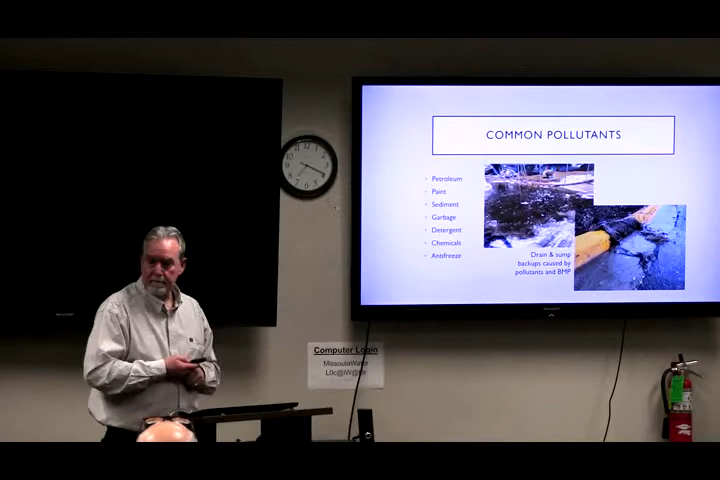 COMMON POLLUTANTS
Petroleum
Paint
Sediment
Garbage
Detergent
Chemicals
Antifreeze
Drain & sump
backups caused by
pollutants and BMP
Computer Login
MissoulaWater